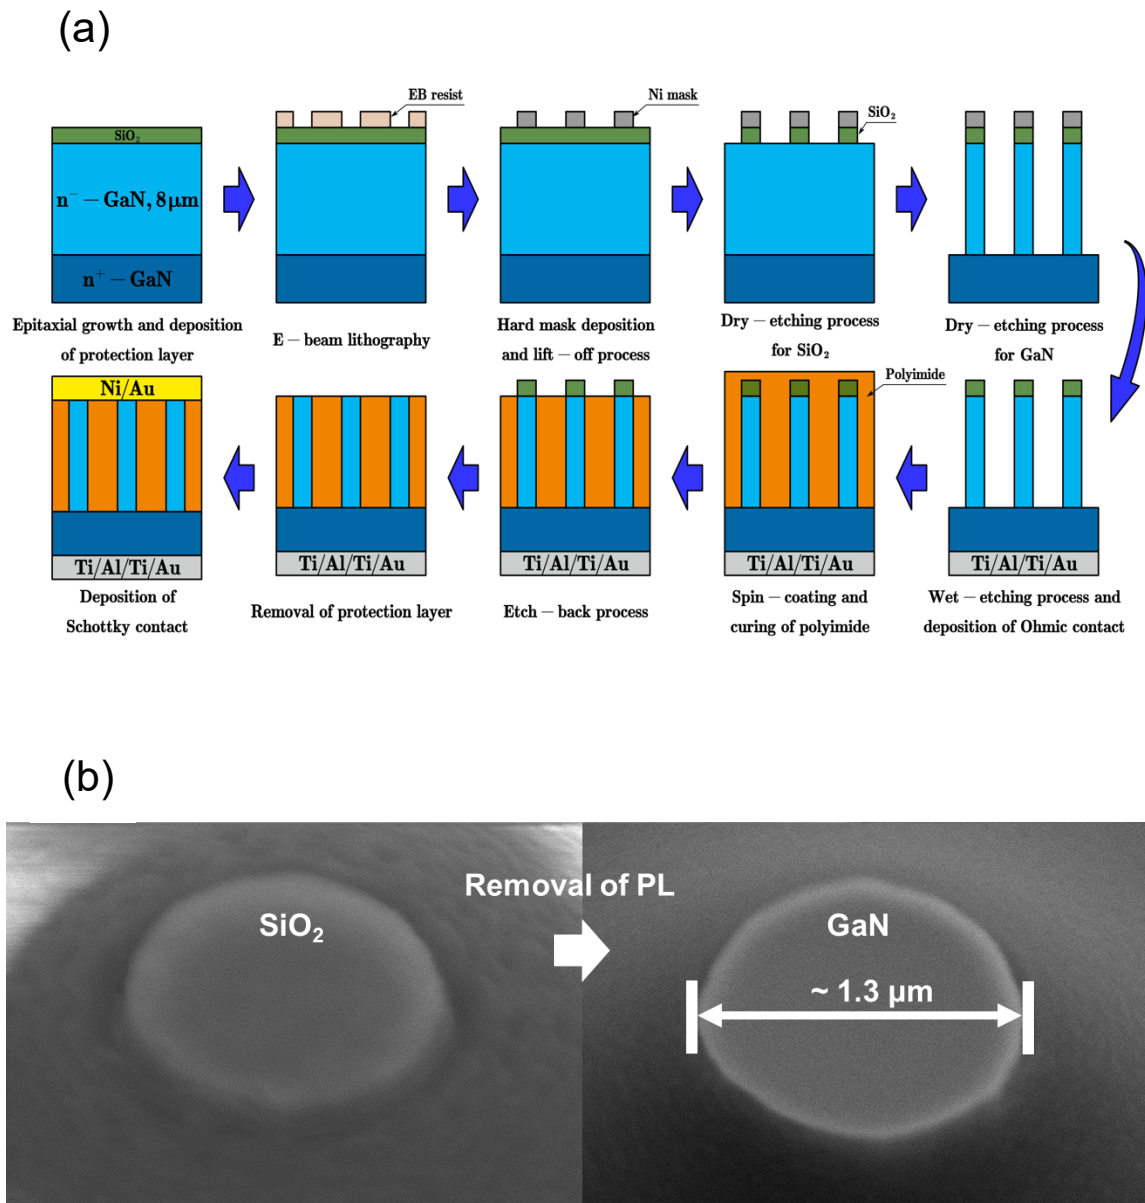 (a)
EB resist
Ni mask
SiO₂
SiO₂
n⁻ – GaN, 8μm
n⁺ – GaN
Epitaxial growth and deposition
of protection layer
E – beam lithography
Hard mask deposition
and lift – off process
Dry – etching process
for SiO₂
Dry – etching process
for GaN
Ni/Au
Ti/Al/Ti/Au
Deposition of
Schottky contact
Ti/Al/Ti/Au
Removal of protection layer
Ti/Al/Ti/Au
Etch – back process
Polyimide
Ti/Al/Ti/Au
Spin – coating and
curing of polyimide
Ti/Al/Ti/Au
Wet – etching process and
deposition of Ohmic contact
(b)
Removal of PL
SiO₂
GaN
~ 1.3 μm